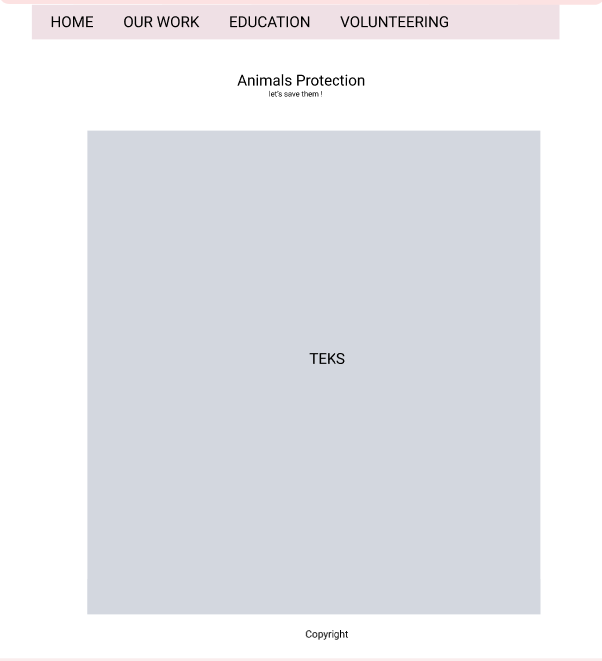 HOME OUR WORK EDUCATION VOLUNTEERING
Animals Protection
let's save them !
TEKS
Copyright